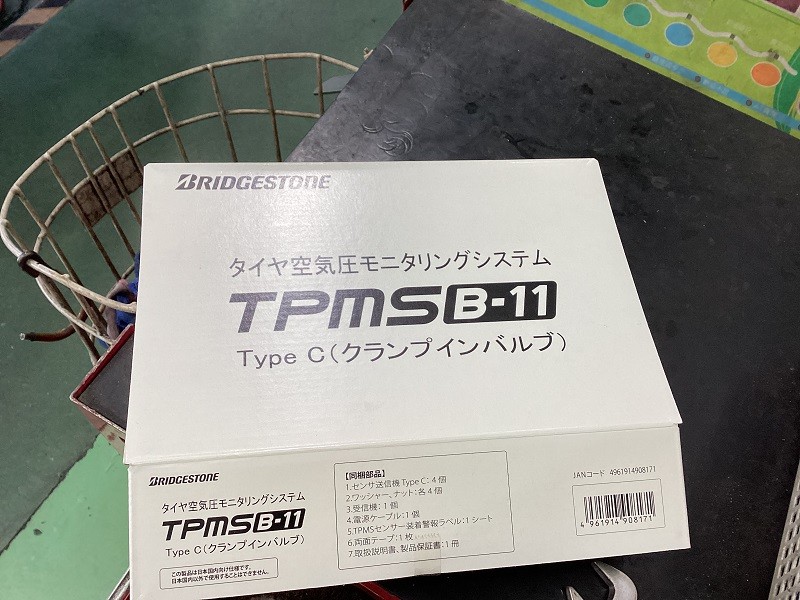 BRIDGESTONE
タイヤ空気圧モニタリングシステム
TPMS B-11
Type C(クランプインバルブ)
BRIDGESTONE
タイヤ空気圧モニタリングシステム
TPMS B-11
Type C(クランプインバルブ)
この製品は日本国内向け仕様です。
日本国以外で使用することはできません。
【同梱部品】
1.センサ送信機 Type C:4個
2.ワッシャー、ナット:各4個
3.受信機:1個
4.電源ケーブル:1個
5.TPMSセンサー装着警報ラベル:1シート
6.両面テープ:1枚
7.取扱説明書、製品保証書:1冊
JANコード 4961914908171
4 961914 908171